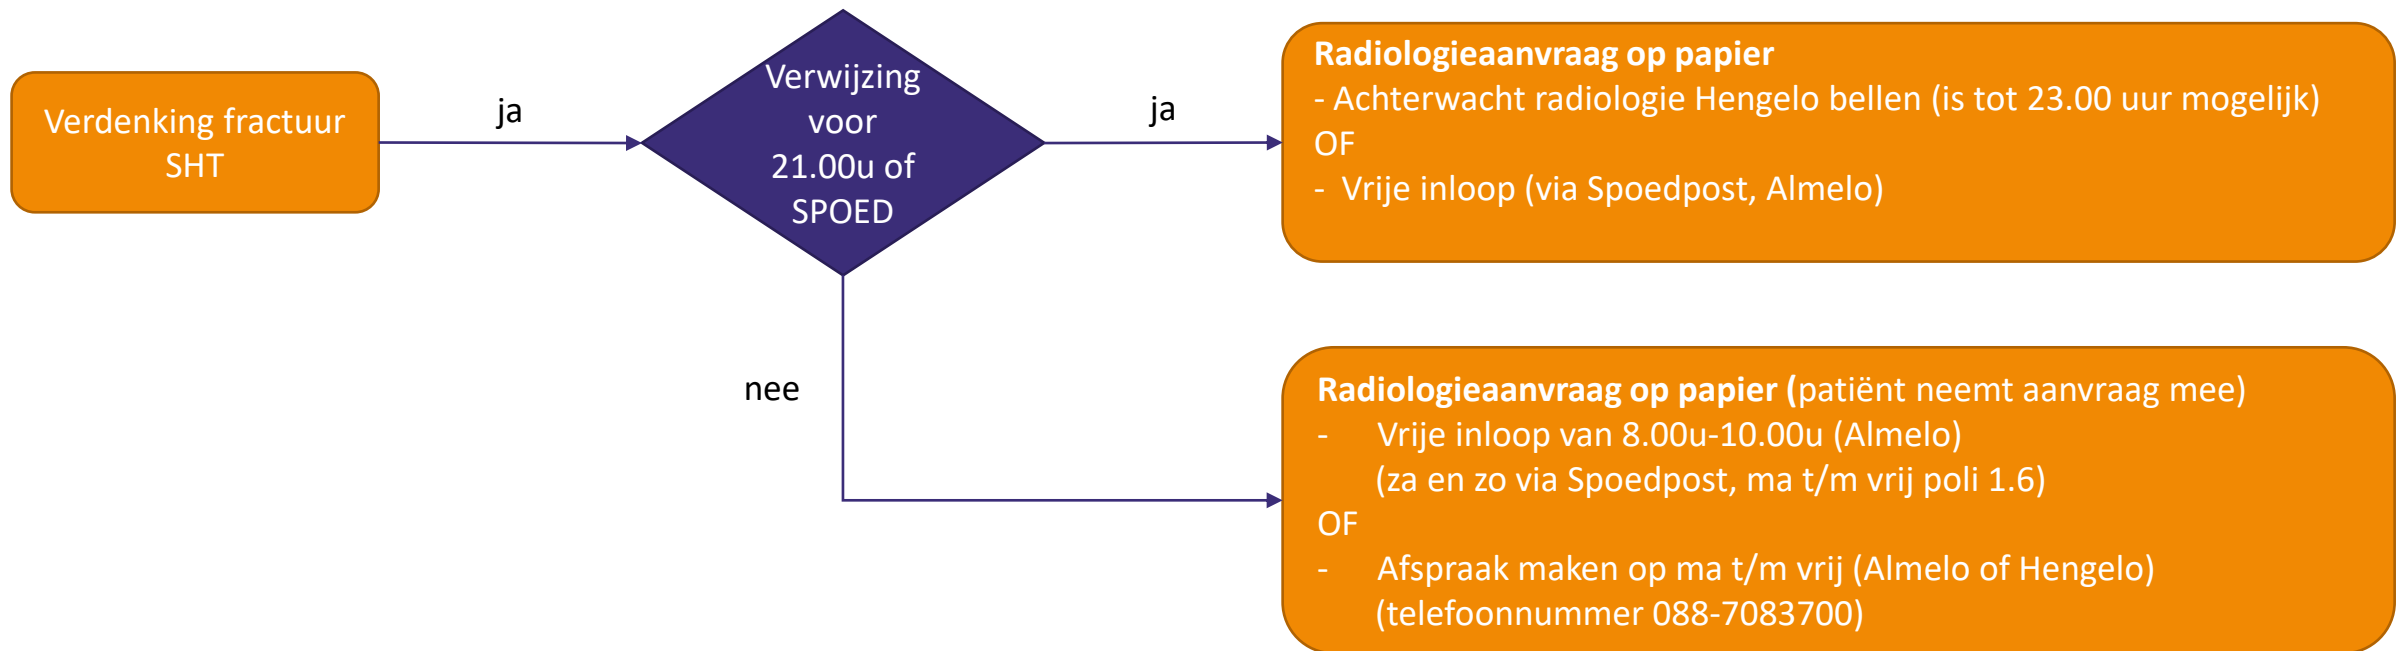 Verdenking fractuur
SHT
ja
Verwijzing
voor
21.00u of
SPOED
ja
Radiologieaanvraag op papier
- Achterwacht radiologie Hengelo bellen (is tot 23.00 uur mogelijk)
OF
- Vrije inloop (via Spoedpost, Almelo)
nee
Radiologieaanvraag op papier (patiënt neemt aanvraag mee)
- Vrije inloop van 8.00u-10.00u (Almelo)
(za en zo via Spoedpost, ma t/m vrij poli 1.6)
OF
- Afspraak maken op ma t/m vrij (Almelo of Hengelo)
(telefoonnummer 088-7083700)